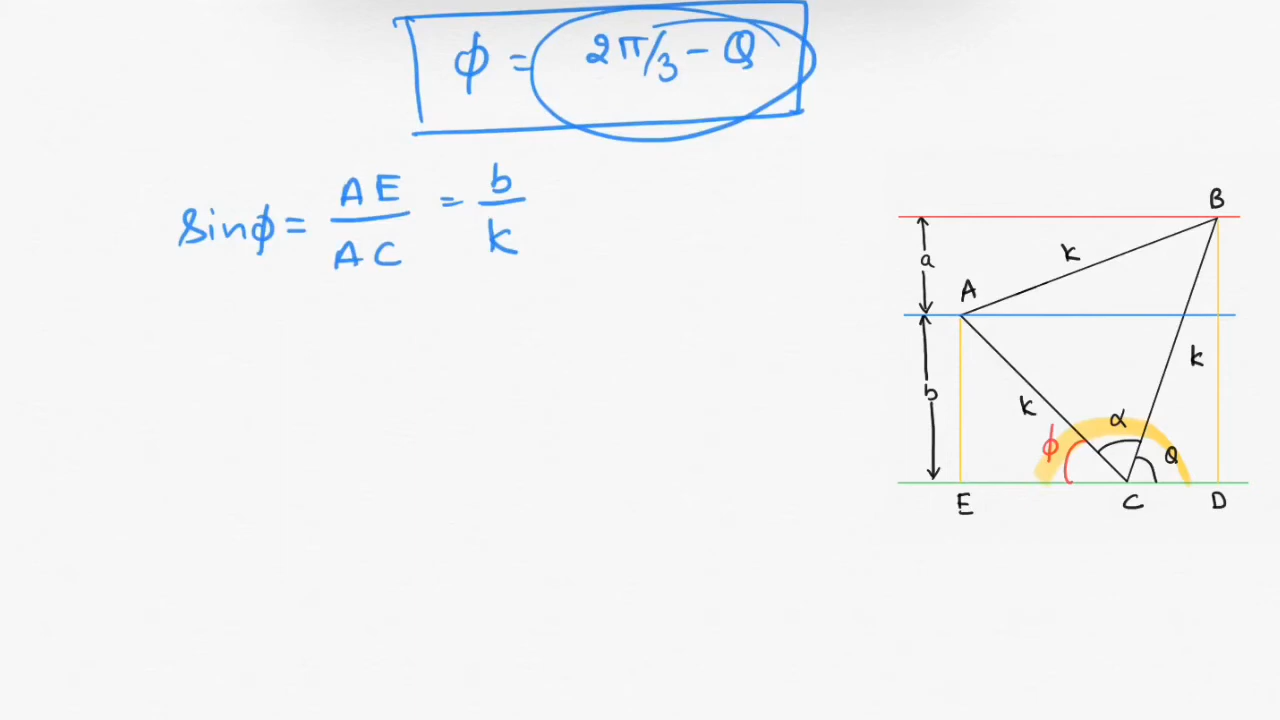 ϕ = 2π/3 - Q
sinϕ = AE/AC = b/k
B
a
k
A
k
b
k
α
ϕ
Q
E
C
D